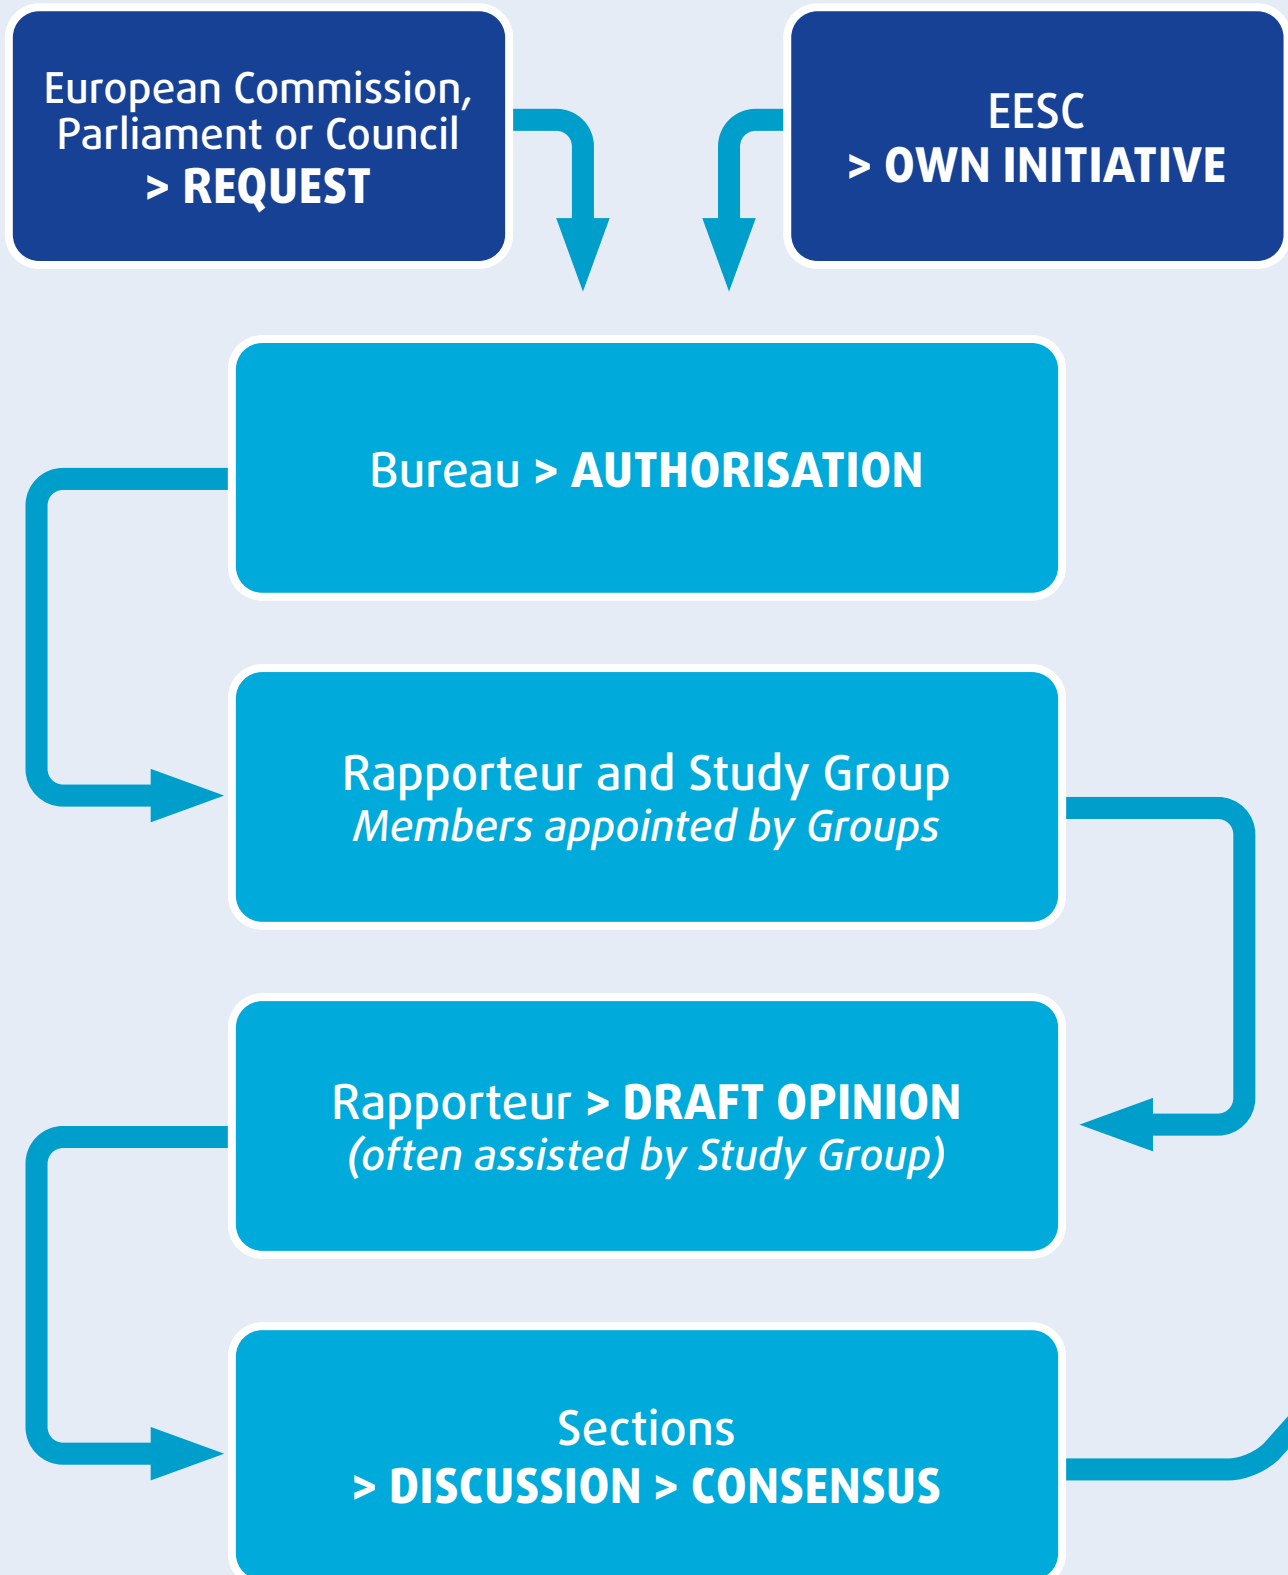 European Commission,
Parliament or Council
> REQUEST
EESC
> OWN INITIATIVE
Bureau > AUTHORISATION
Rapporteur and Study Group
Members appointed by Groups
Rapporteur > DRAFT OPINION
(often assisted by Study Group)
Sections
> DISCUSSION > CONSENSUS